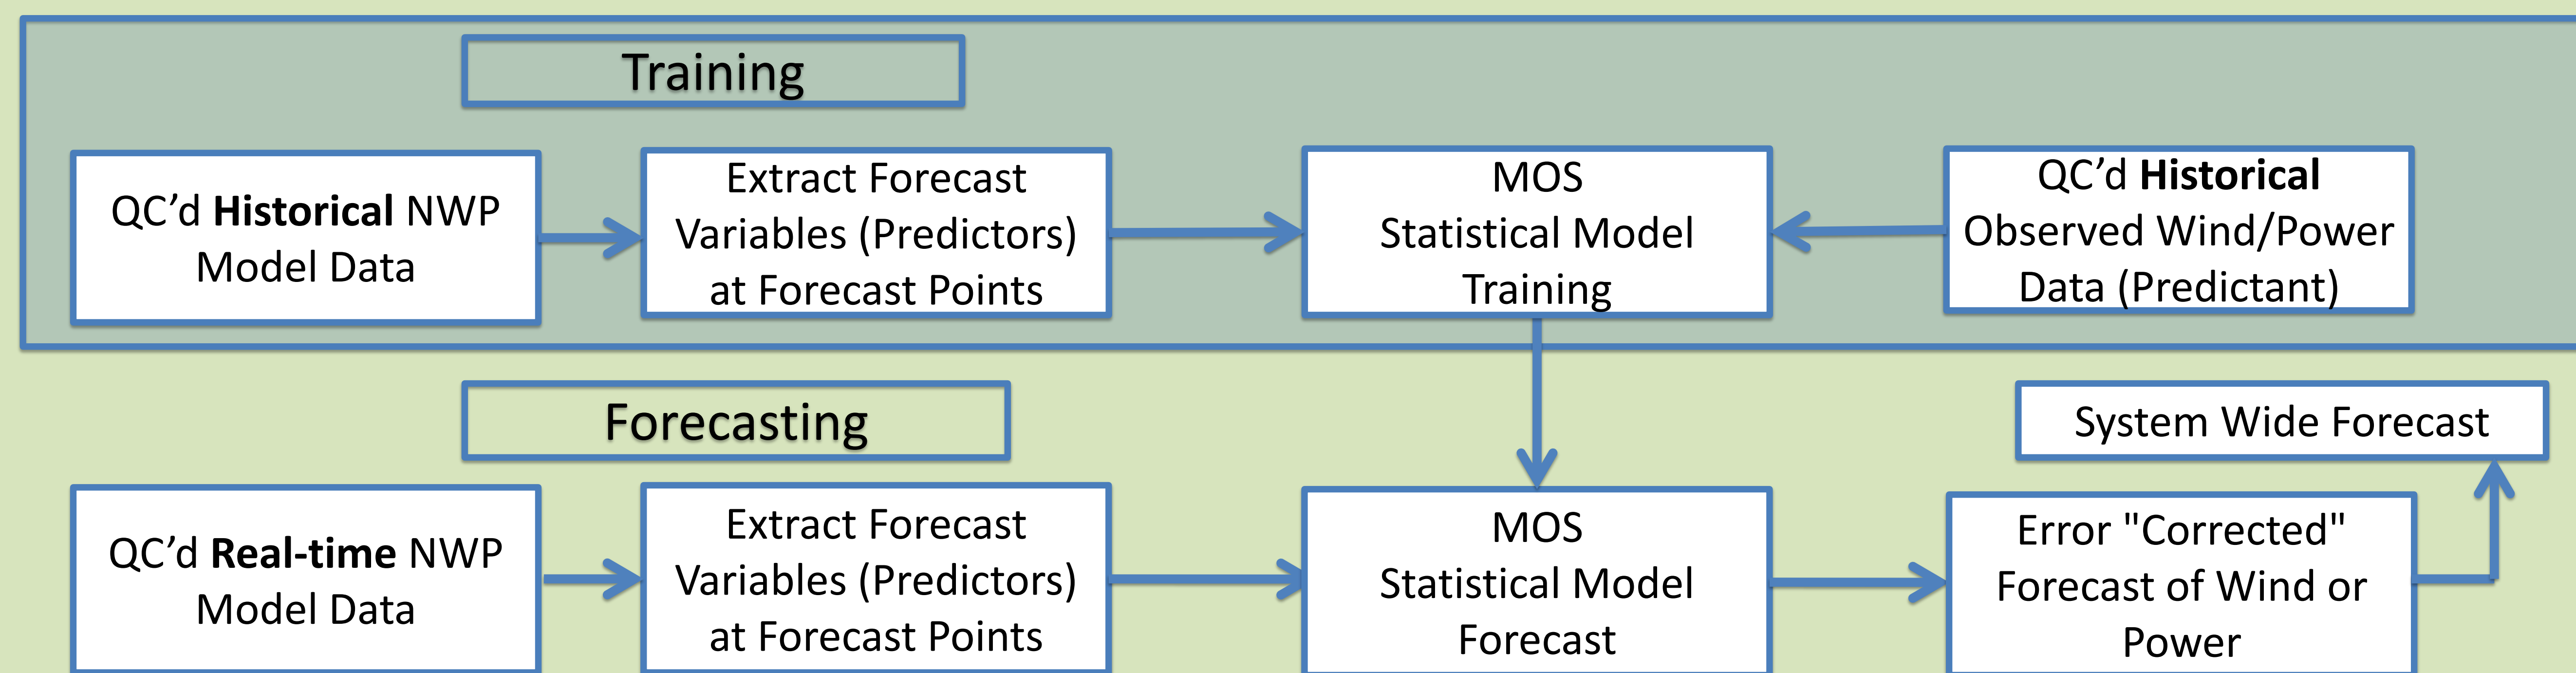 Training
QC’d Historical NWP
Model Data
Extract Forecast
Variables (Predictors)
at Forecast Points
MOS
Statistical Model
Training
QC’d Historical
Observed Wind/Power
Data (Predictant)
Forecasting
System Wide Forecast
QC’d Real-time NWP
Model Data
Extract Forecast
Variables (Predictors)
at Forecast Points
MOS
Statistical Model
Forecast
Error "Corrected"
Forecast of Wind or
Power